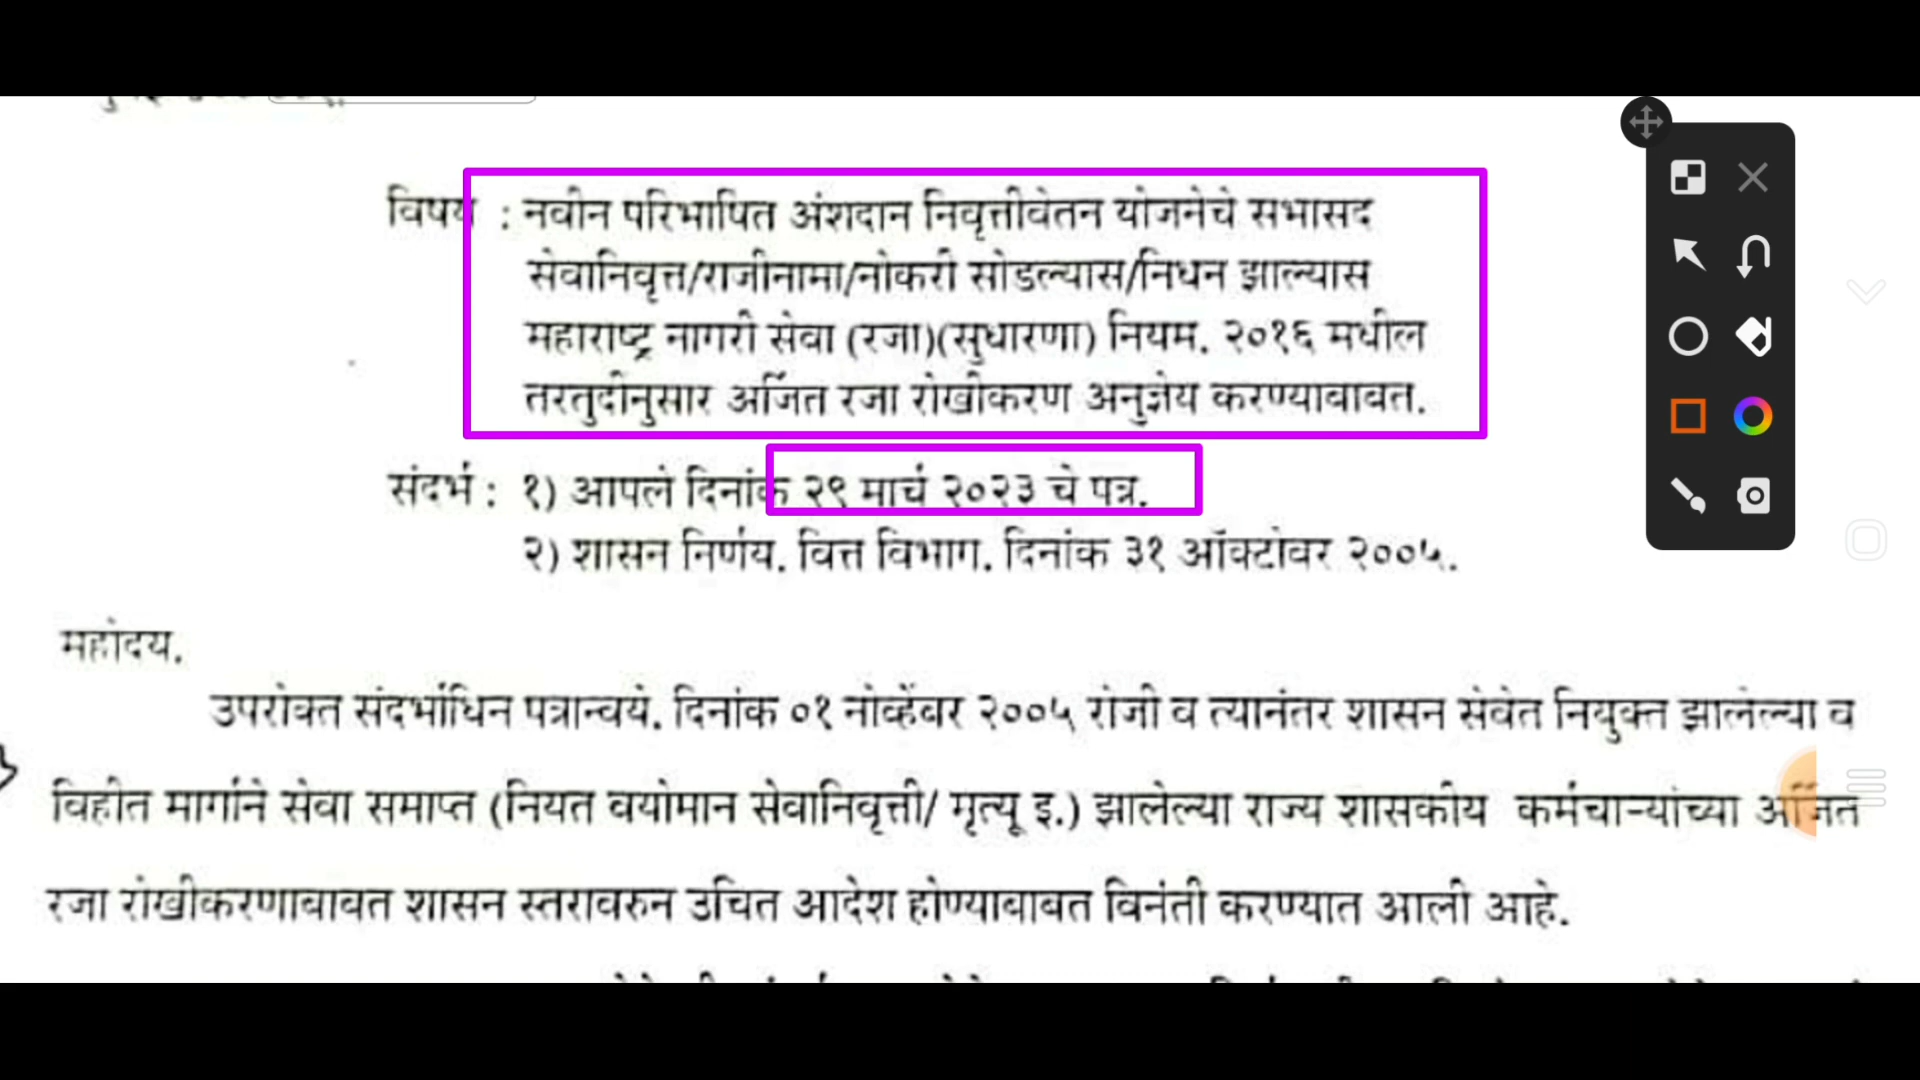 विषय : नवीन परिभाषित अंशदान निवृत्तीवेतन योजनेचे सभासद
सेवानिवृत्त/राजीनामा/नोकरी सोडल्यास/निधन झाल्यास
महाराष्ट्र नागरी सेवा (रजा)(सुधारणा) नियम. २०१६ मधील
तरतुदीनुसार अर्जित रजा रोखीकरण अनुज्ञेय करण्याबाबत.
संदर्भ : १) आपले दिनांक २९ मार्च २०२३ चे पत्र.
२) शासन निर्णय. वित्त विभाग. दिनांक ३१ ऑक्टोबर २००५.
महोदय.
उपरोक्त संदर्भाधिन पत्रान्वये. दिनांक ०१ नोव्हेंबर २००५ रोजी व त्यानंतर शासन सेवेत नियुक्त झालेल्या व
विहीत मार्गाने सेवा समाप्त (नियत वयोमान सेवानिवृत्ती/ मृत्यू इ.) झालेल्या राज्य शासकीय कर्मचाऱ्यांच्या अर्जित
रजा रोखीकरणाबाबत शासन स्तरावरुन उचित आदेश होण्याबाबत विनंती करण्यात आली आहे.